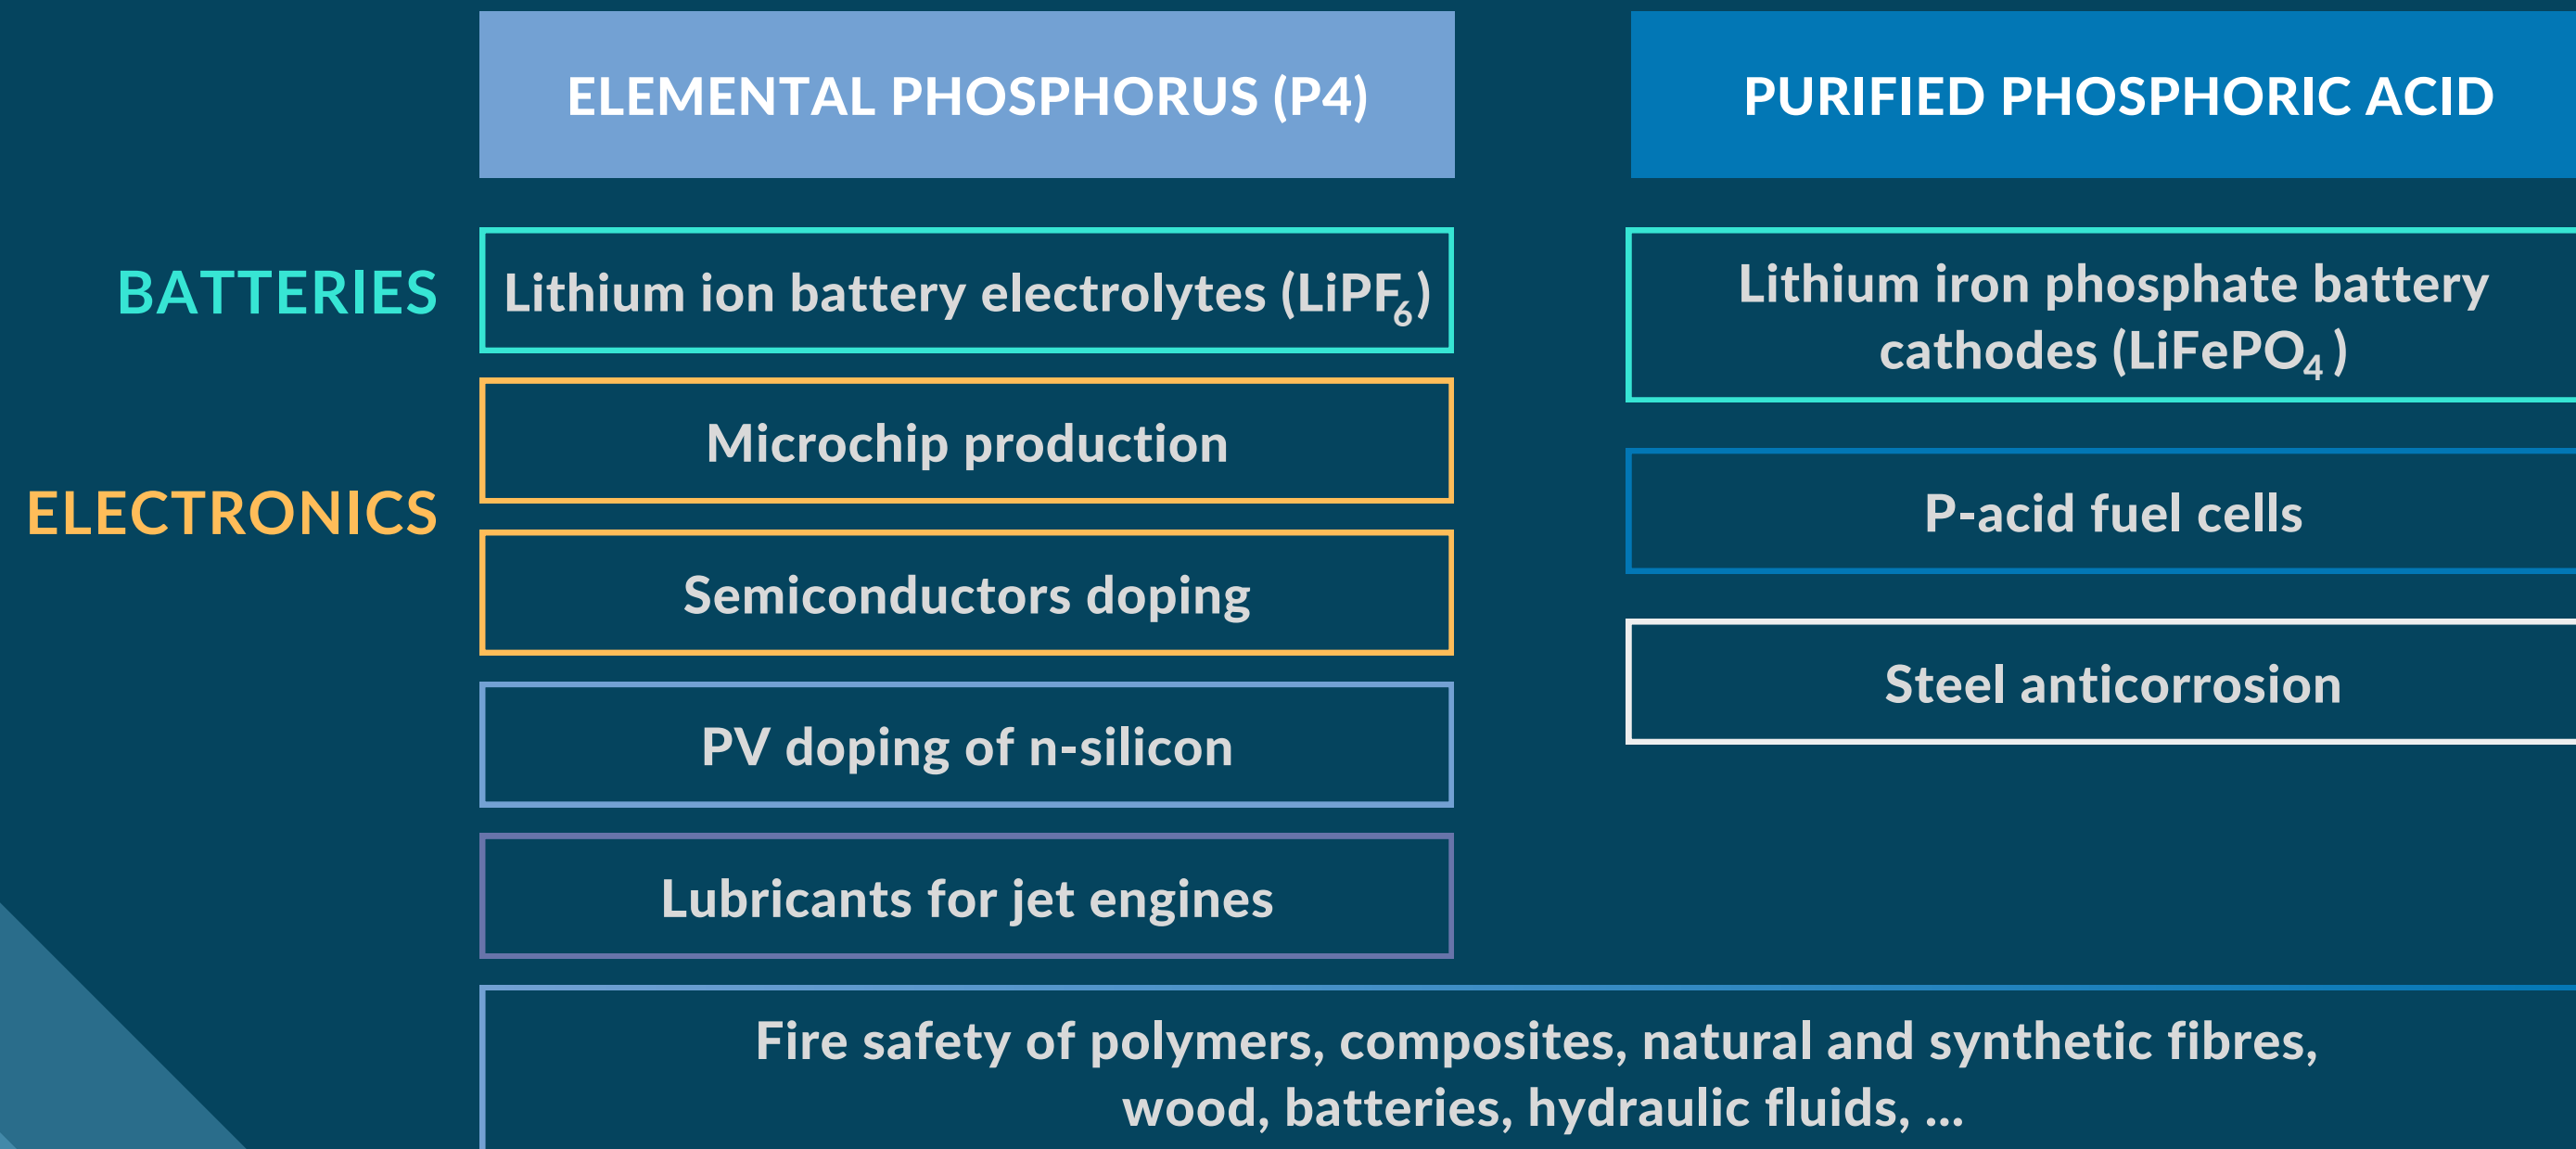 ELEMENTAL PHOSPHORUS (P4)
PURIFIED PHOSPHORIC ACID
BATTERIES
Lithium ion battery electrolytes (LiPF₆)
Lithium iron phosphate battery
cathodes (LiFePO₄ )
ELECTRONICS
Microchip production
Semiconductors doping
PV doping of n-silicon
Lubricants for jet engines
P-acid fuel cells
Steel anticorrosion
Fire safety of polymers, composites, natural and synthetic fibres,
wood, batteries, hydraulic fluids, ...